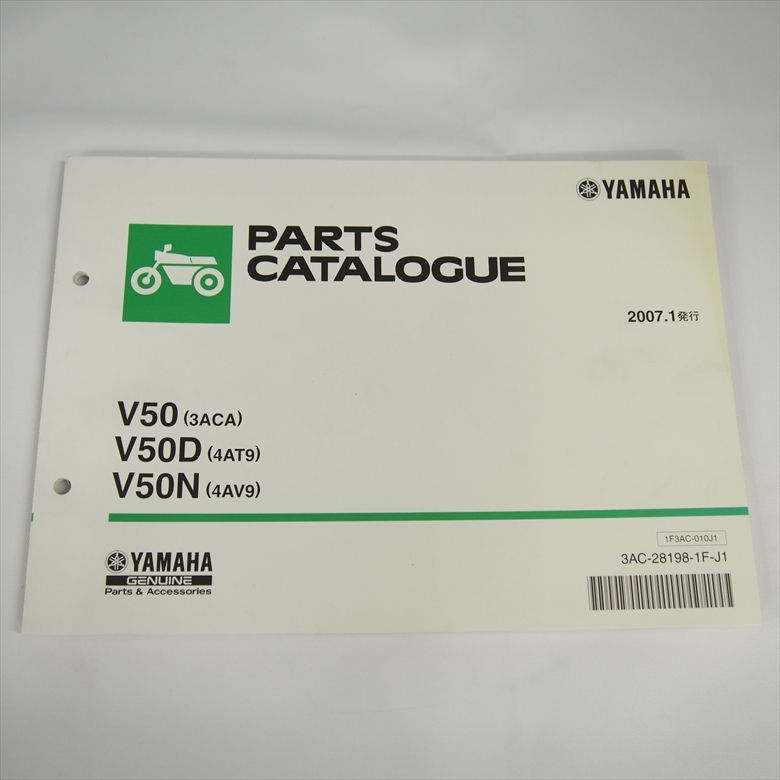 YAMAHA
PARTS
CATALOGUE
2007.1発行
V50 (3ACA)
V50D (4AT9)
V50N (4AV9)
1F3AC-010J1
3AC-28198-1F-J1
YAMAHA
GENUINE
Parts & Accessories